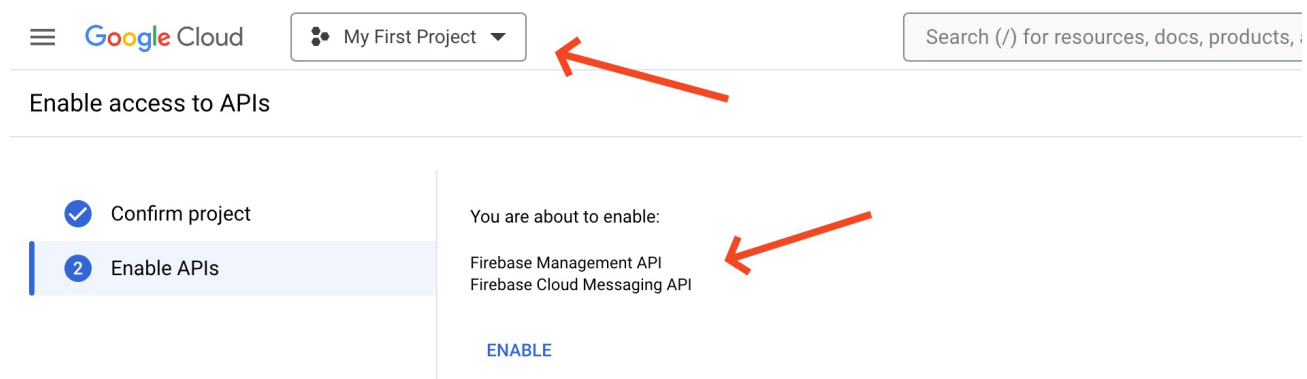 Google Cloud
My First Project
Search (/) for resources, docs, products,
Enable access to APIs
Confirm project
2 Enable APIs
You are about to enable:
Firebase Management API
Firebase Cloud Messaging API
ENABLE